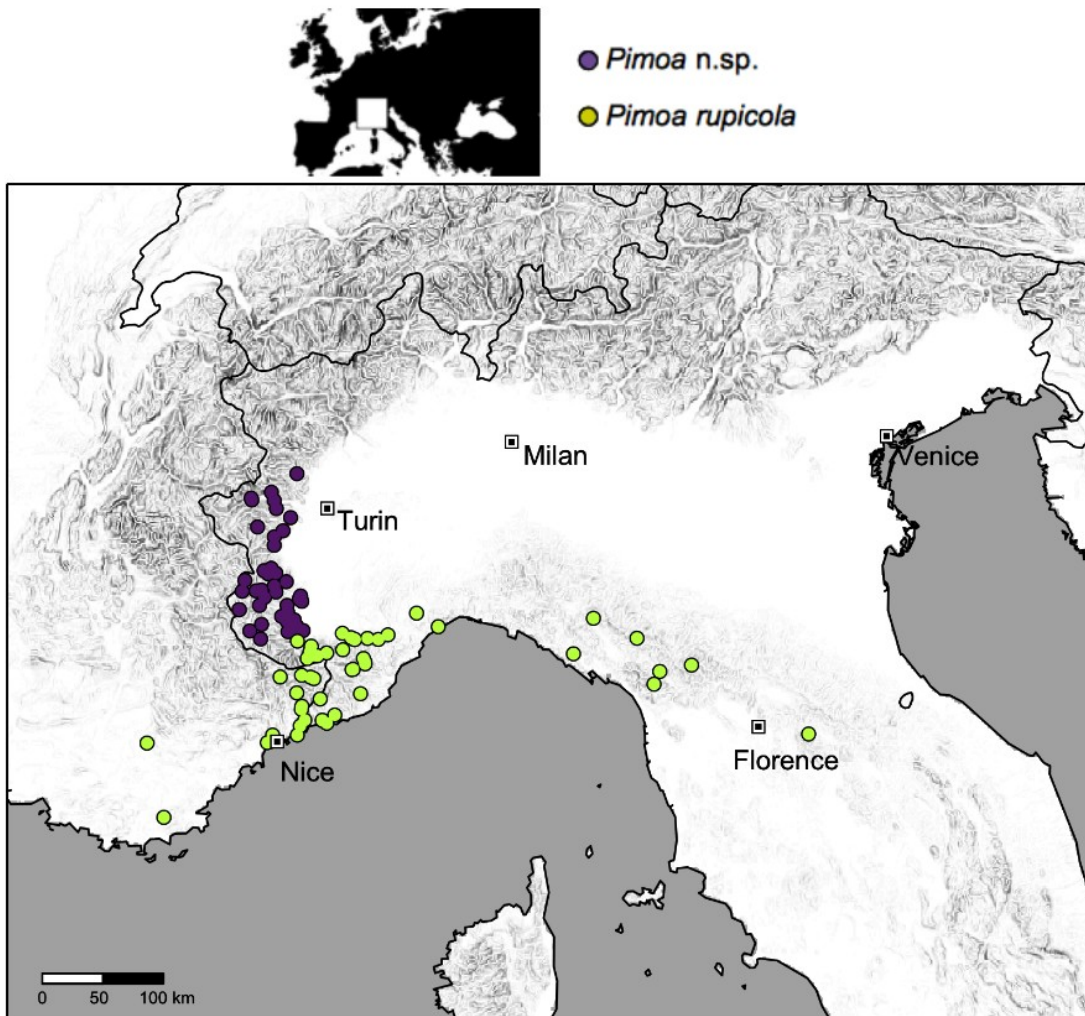 Pimoa n.sp.
Pimoa rupicola
Milan
Venice
Turin
Florence
Nice
0 50 100 km